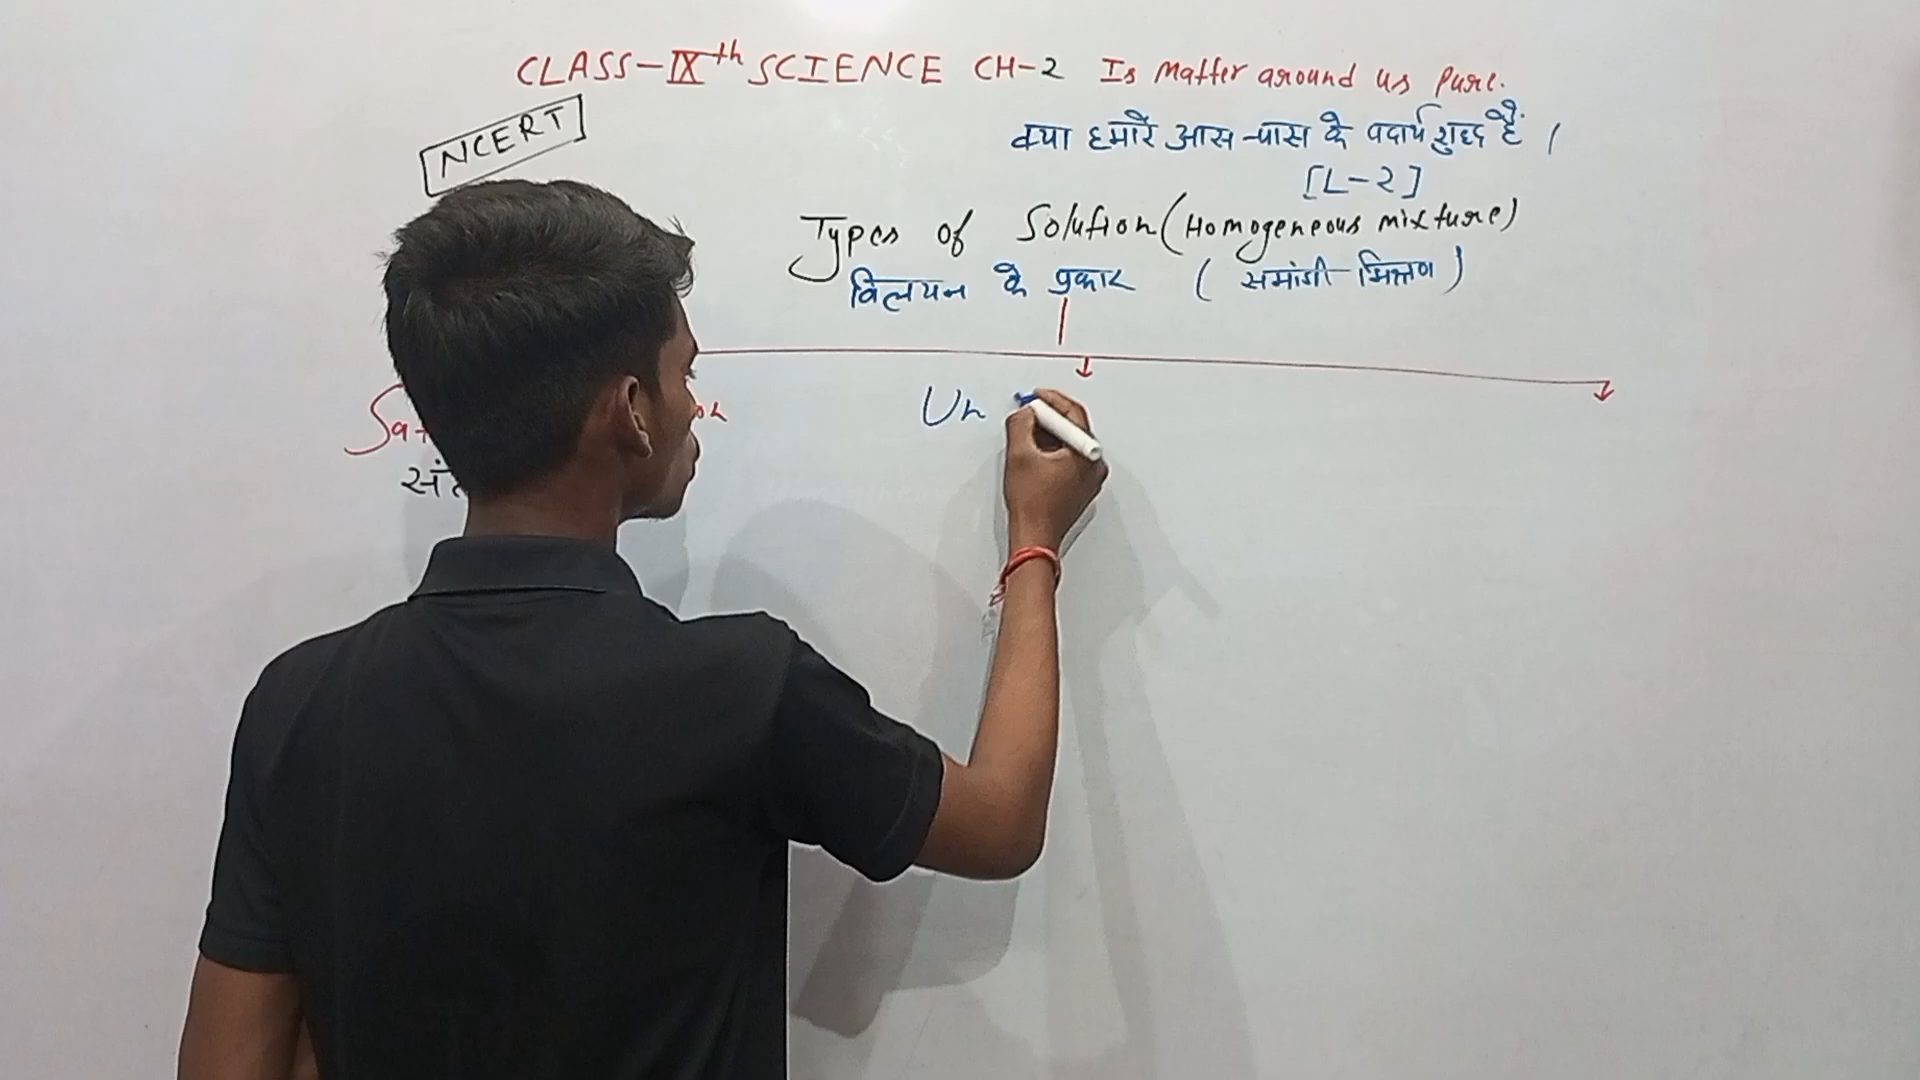 CLASS-IXth SCIENCE CH-2 Is Matter around us Pure.
NCERT
क्या हमारे आस-पास के पदार्थ शुद्ध हैं ।
[L-2]
Types of Solution (Homogeneous mixture)
विलयन के प्रकार ( समांगी मिश्रण )
Un